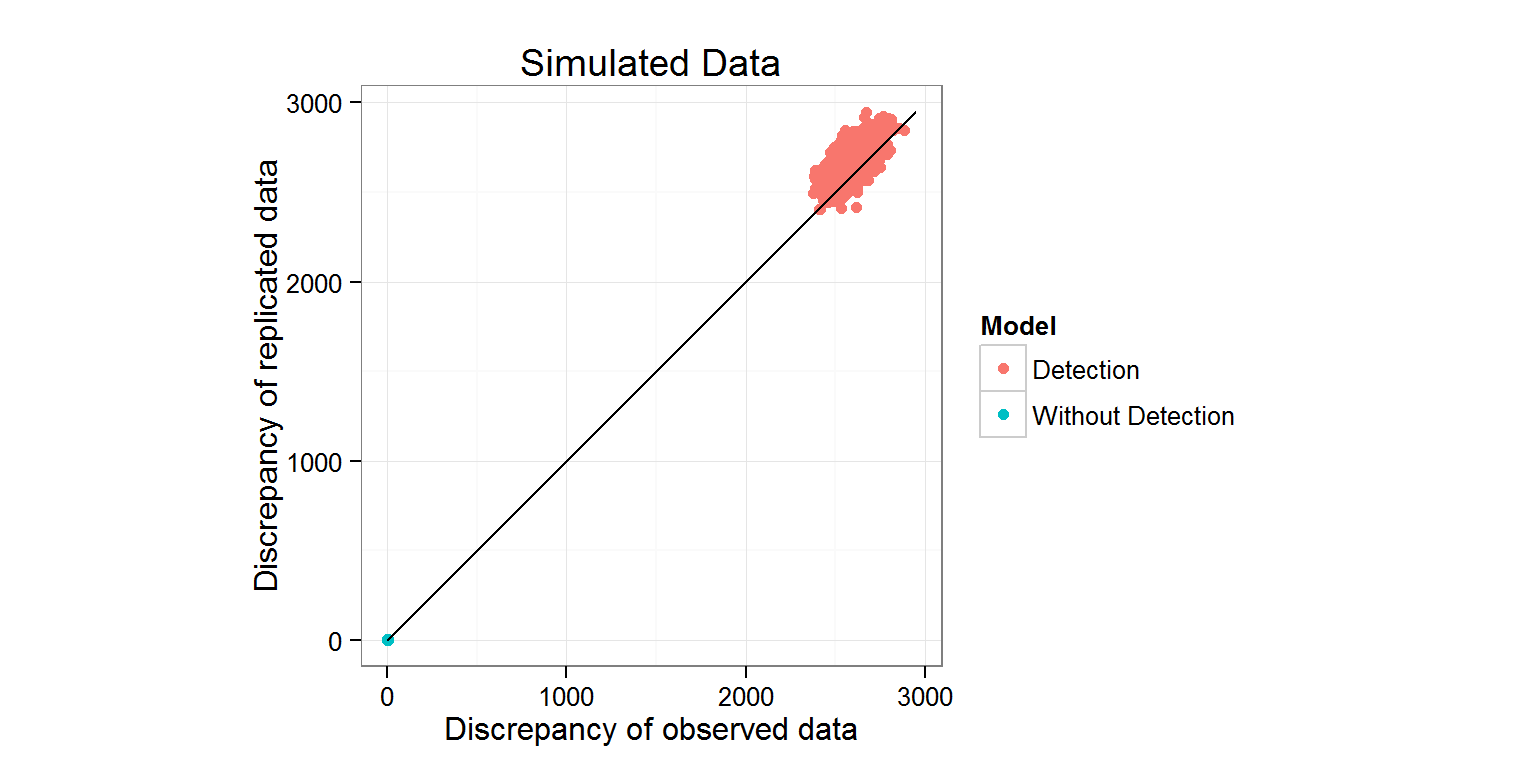 Simulated Data
Discrepancy of replicated data
3000
2000
1000
0
0 1000 2000 3000
Discrepancy of observed data
Model
Detection
Without Detection